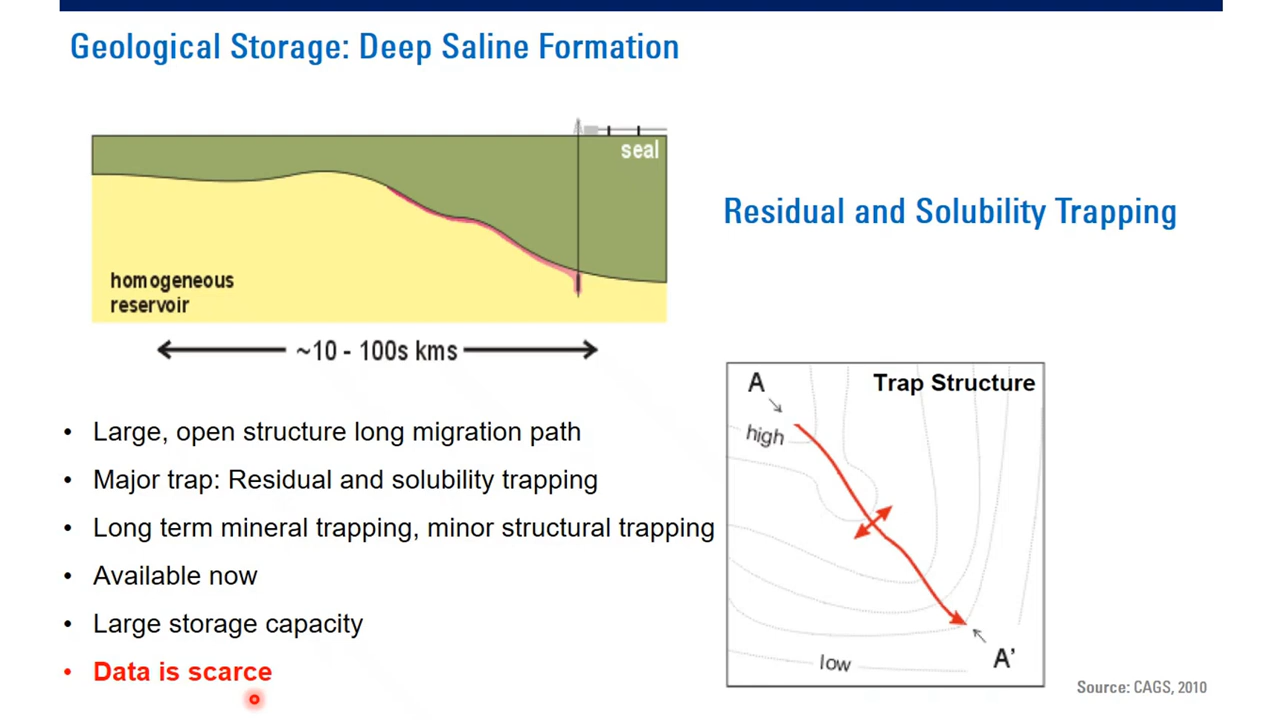 Geological Storage: Deep Saline Formation
seal
homogeneous
reservoir
~10 - 100s kms
Residual and Solubility Trapping
• Large, open structure long migration path
• Major trap: Residual and solubility trapping
• Long term mineral trapping, minor structural trapping
• Available now
• Large storage capacity
• Data is scarce
A
Trap Structure
high
low
A’
Source: CAGS, 2010